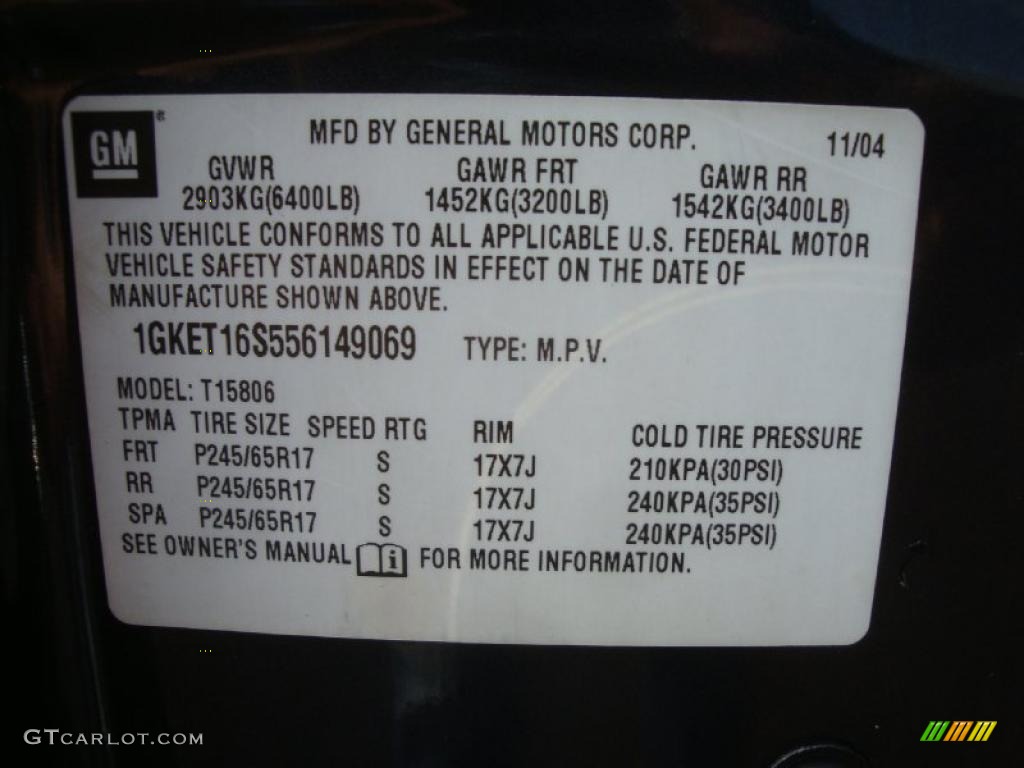 GM®
MFD BY GENERAL MOTORS CORP. 11/04
GVWR GAWR FRT GAWR RR
2903KG(6400LB) 1452KG(3200LB) 1542KG(3400LB)
THIS VEHICLE CONFORMS TO ALL APPLICABLE U.S. FEDERAL MOTOR
VEHICLE SAFETY STANDARDS IN EFFECT ON THE DATE OF
MANUFACTURE SHOWN ABOVE.
1GKET16S556149069 TYPE: M.P.V.
MODEL: T15806
TPMA TIRE SIZE SPEED RTG RIM COLD TIRE PRESSURE
FRT P245/65R17 S 17X7J 210KPA(30PSI)
RR P245/65R17 S 17X7J 240KPA(35PSI)
SPA P245/65R17 S 17X7J 240KPA(35PSI)
SEE OWNER'S MANUAL i FOR MORE INFORMATION.
GTCARLOT.COM